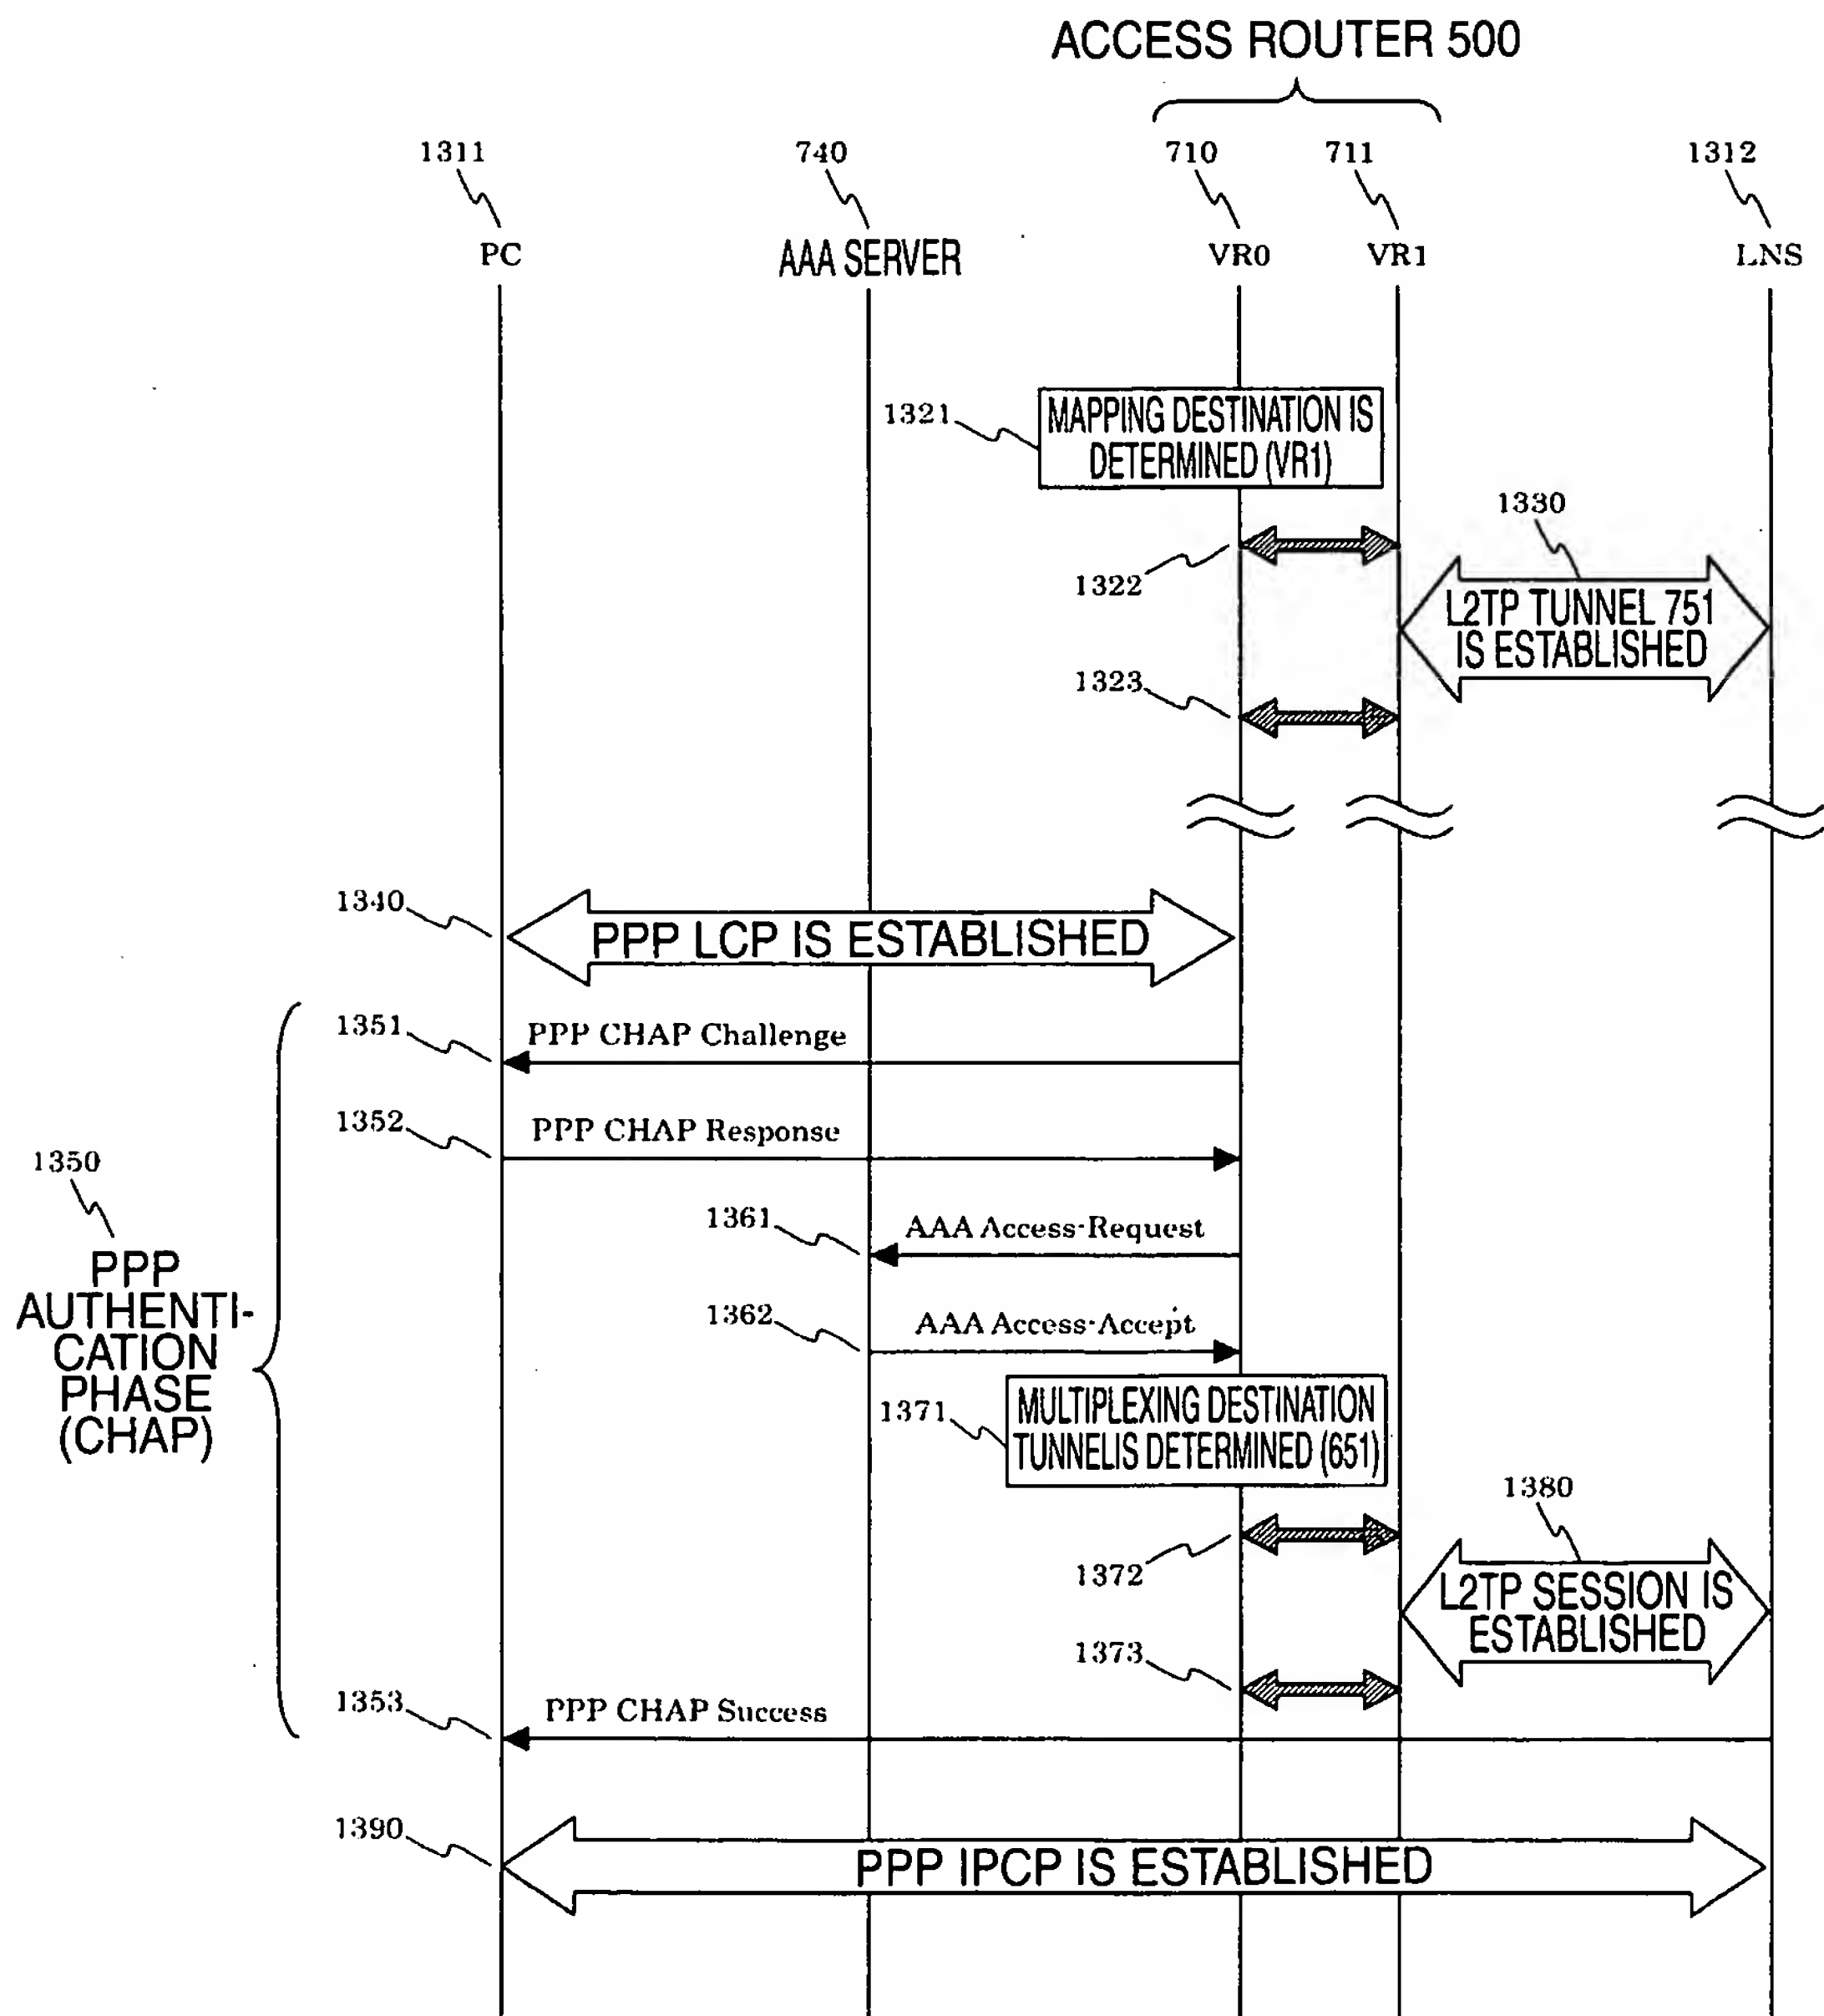 ACCESS ROUTER 500
1311
740
710
711
1312
PC
AAA SERVER
VR0
VR1
LNS
1321
MAPPING DESTINATION IS
DETERMINED (VR1)
1330
1322
L2TP TUNNEL 751
IS ESTABLISHED
1323
1340
PPP LCP IS ESTABLISHED
1351
PPP CHAP Challenge
1352
PPP CHAP Response
1350
PPP
AUTHENTI-
CATION
PHASE
(CHAP)
1361
AAA Access-Request
1362
AAA Access-Accept
1371
MULTIPLEXING DESTINATION
TUNNELIS DETERMINED (651)
1380
1372
L2TP SESSION IS
ESTABLISHED
1373
1353
PPP CHAP Success
1390
PPP IPCP IS ESTABLISHED